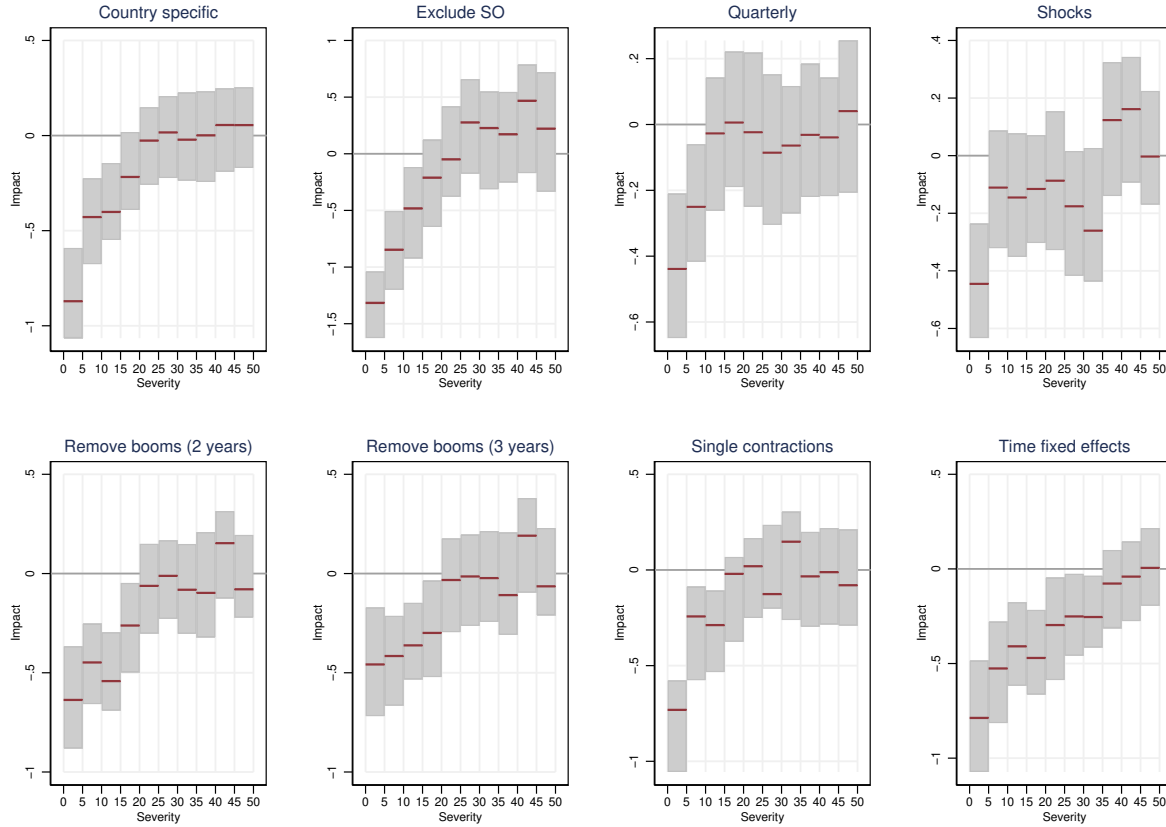 Country specific
.5
0
-.5
-1
Impact
0 5 10 15 20 25 30 35 40 45 50
Severity
Exclude SO
1
.5
0
-.5
-1
-1.5
Impact
0 5 10 15 20 25 30 35 40 45 50
Severity
Quarterly
.2
0
-.2
-.4
-.6
Impact
0 5 10 15 20 25 30 35 40 45 50
Severity
Shocks
.4
.2
0
-.2
-.4
-.6
Impact
0 5 10 15 20 25 30 35 40 45 50
Severity
Remove booms (2 years)
.5
0
-.5
-1
Impact
0 5 10 15 20 25 30 35 40 45 50
Severity
Remove booms (3 years)
.5
0
-.5
-1
Impact
0 5 10 15 20 25 30 35 40 45 50
Severity
Single contractions
.5
0
-.5
-1
Impact
0 5 10 15 20 25 30 35 40 45 50
Severity
Time fixed effects
.5
0
-.5
-1
Impact
0 5 10 15 20 25 30 35 40 45 50
Severity